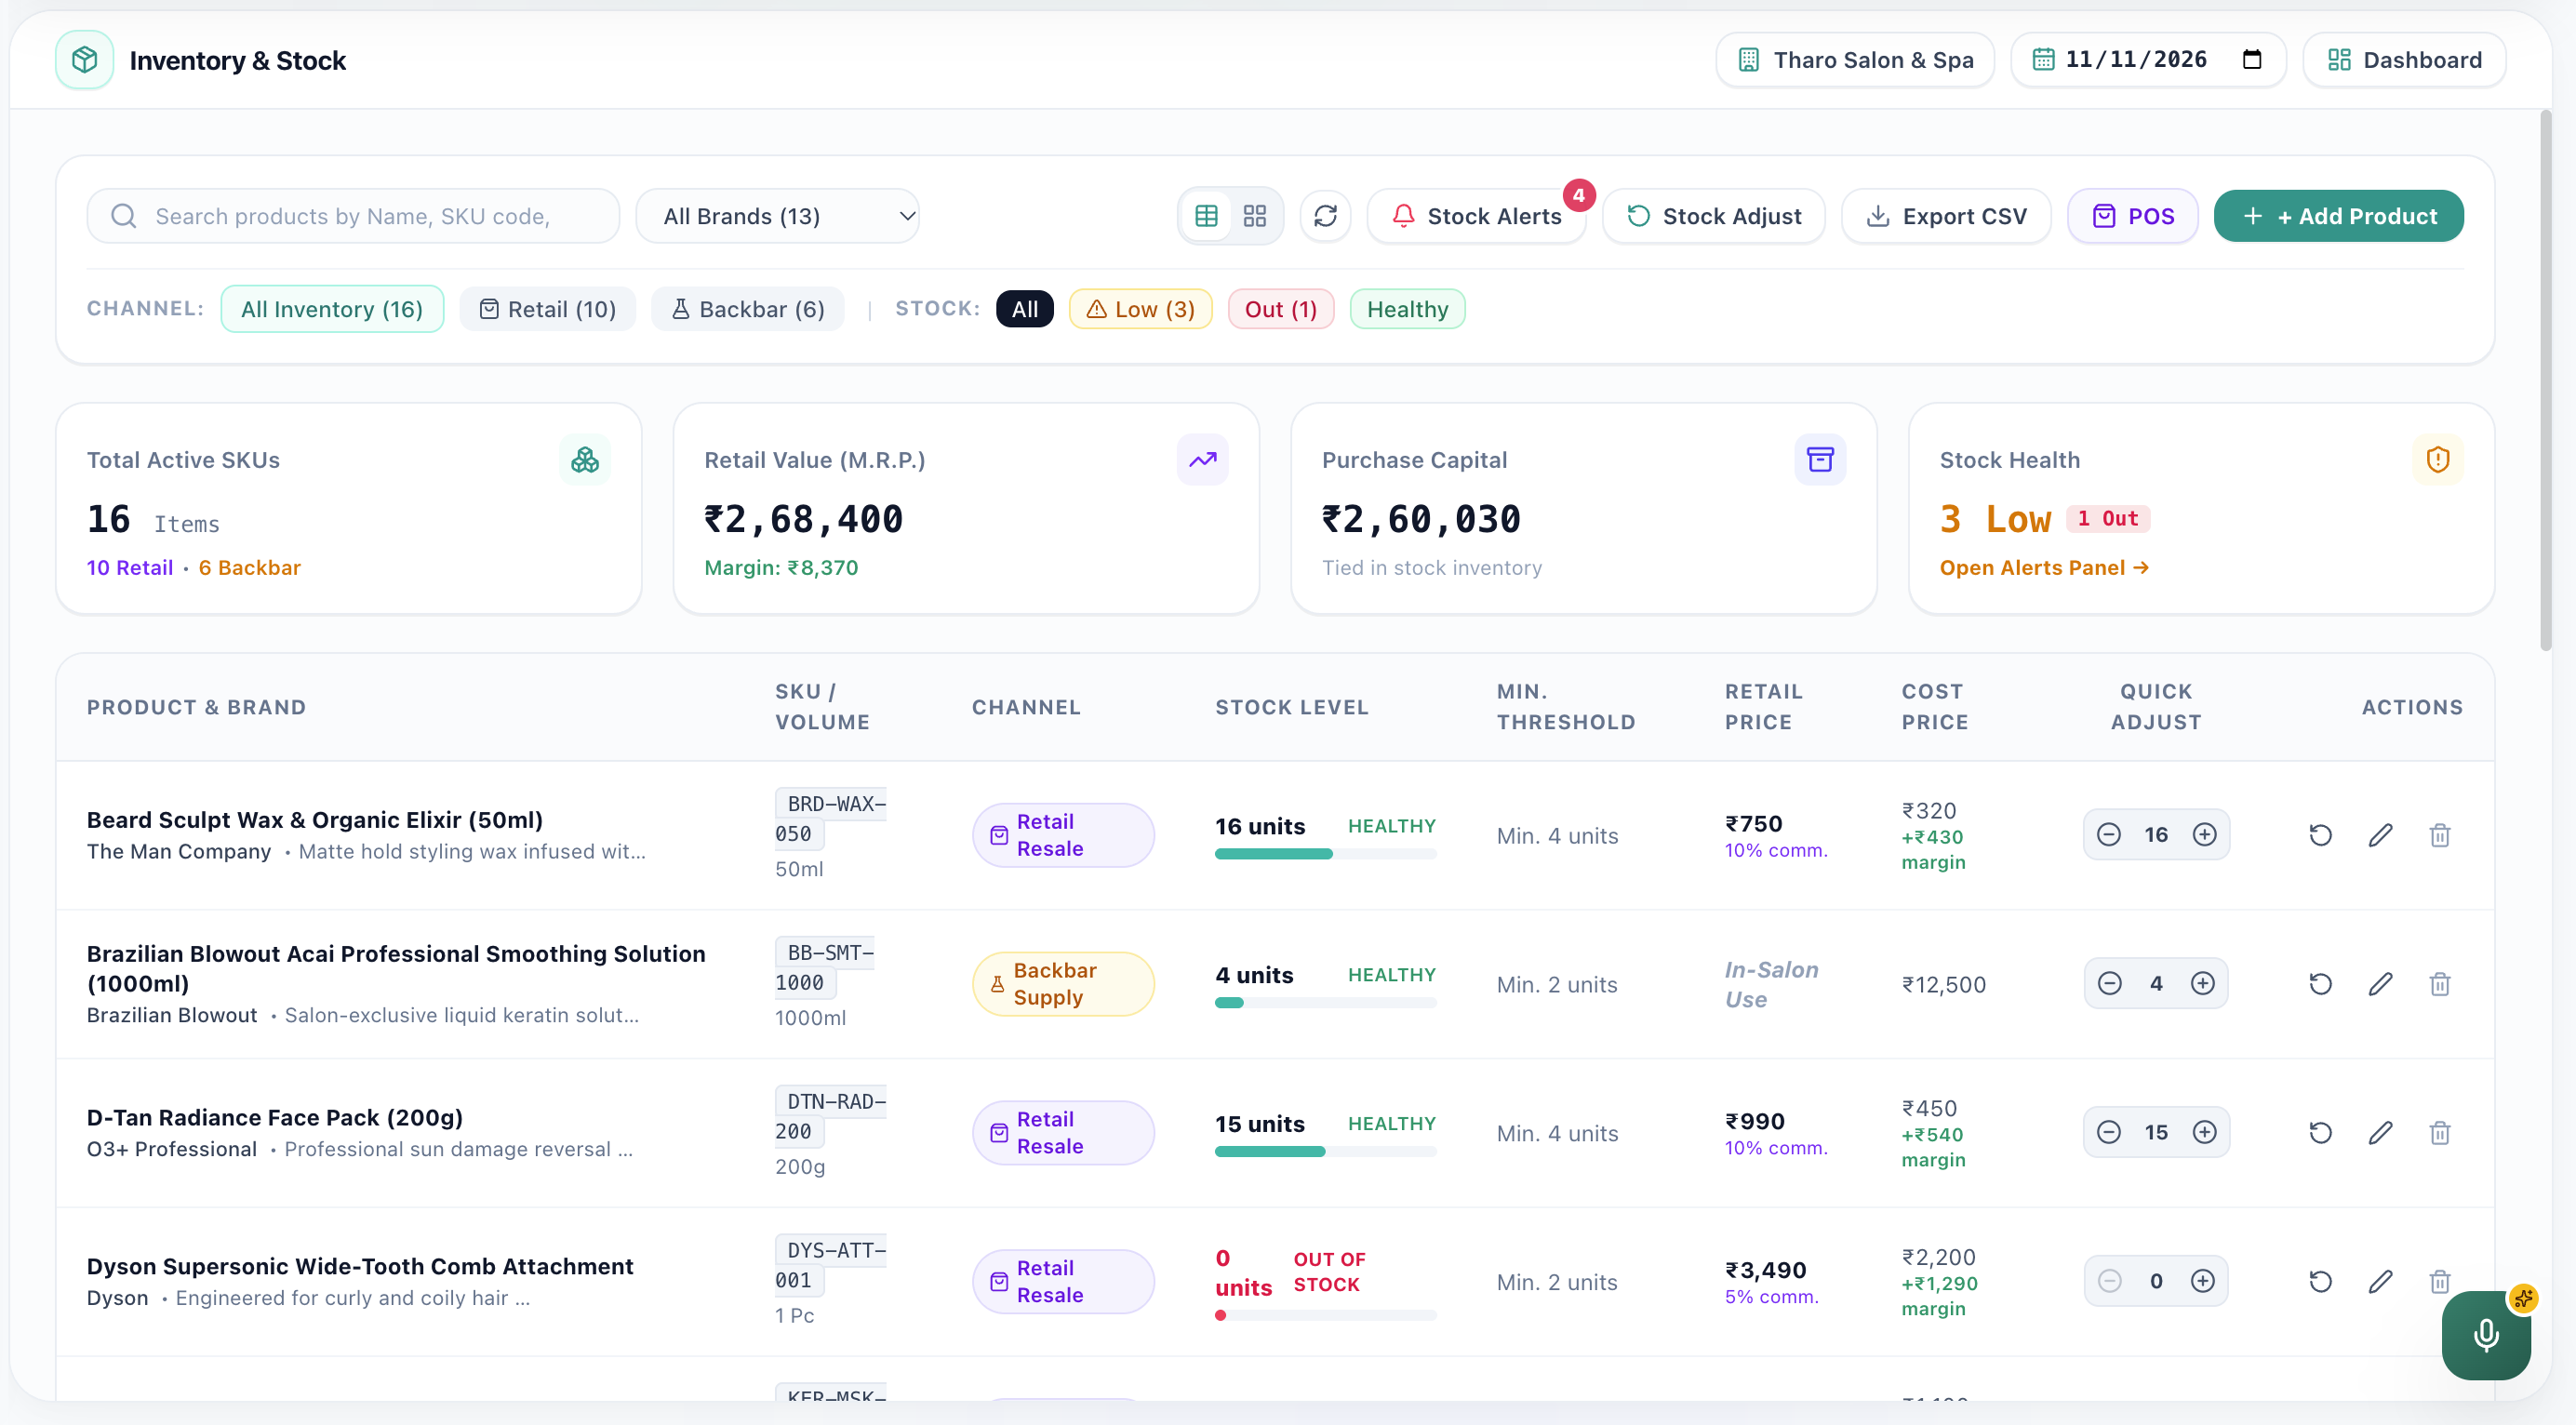 Inventory & Stock
Tharo Salon & Spa
11/11/2026
Dashboard
Search products by Name, SKU code,
All Brands (13)
Stock Alerts
4
Stock Adjust
Export CSV
POS
+ Add Product
CHANNEL:
All Inventory (16)
Retail (10)
Backbar (6)
|
STOCK:
All
Low (3)
Out (1)
Healthy
Total Active SKUs
16 Items
10 Retail • 6 Backbar
Retail Value (M.R.P.)
₹2,68,400
Margin: ₹8,370
Purchase Capital
₹2,60,030
Tied in stock inventory
Stock Health
3 Low 1 Out
Open Alerts Panel →
PRODUCT & BRAND
SKU /
VOLUME
CHANNEL
STOCK LEVEL
MIN.
THRESHOLD
RETAIL
PRICE
COST
PRICE
QUICK
ADJUST
ACTIONS
Beard Sculpt Wax & Organic Elixir (50ml)
The Man Company • Matte hold styling wax infused wit...
BRD-WAX-
050
50ml
Retail
Resale
16 units HEALTHY
Min. 4 units
₹750
10% comm.
₹320
+₹430
margin
16
Brazilian Blowout Acai Professional Smoothing Solution
(1000ml)
Brazilian Blowout • Salon-exclusive liquid keratin solut...
BB-SMT-
1000
1000ml
Backbar
Supply
4 units HEALTHY
Min. 2 units
In-Salon
Use
₹12,500
4
D-Tan Radiance Face Pack (200g)
O3+ Professional • Professional sun damage reversal ...
DTN-RAD-
200
200g
Retail
Resale
15 units HEALTHY
Min. 4 units
₹990
10% comm.
₹450
+₹540
margin
15
Dyson Supersonic Wide-Tooth Comb Attachment
Dyson • Engineered for curly and coily hair ...
DYS-ATT-
001
1 Pc
Retail
Resale
0
units
OUT OF
STOCK
Min. 2 units
₹3,490
5% comm.
₹2,200
+₹1,290
margin
0
KER-MSK-